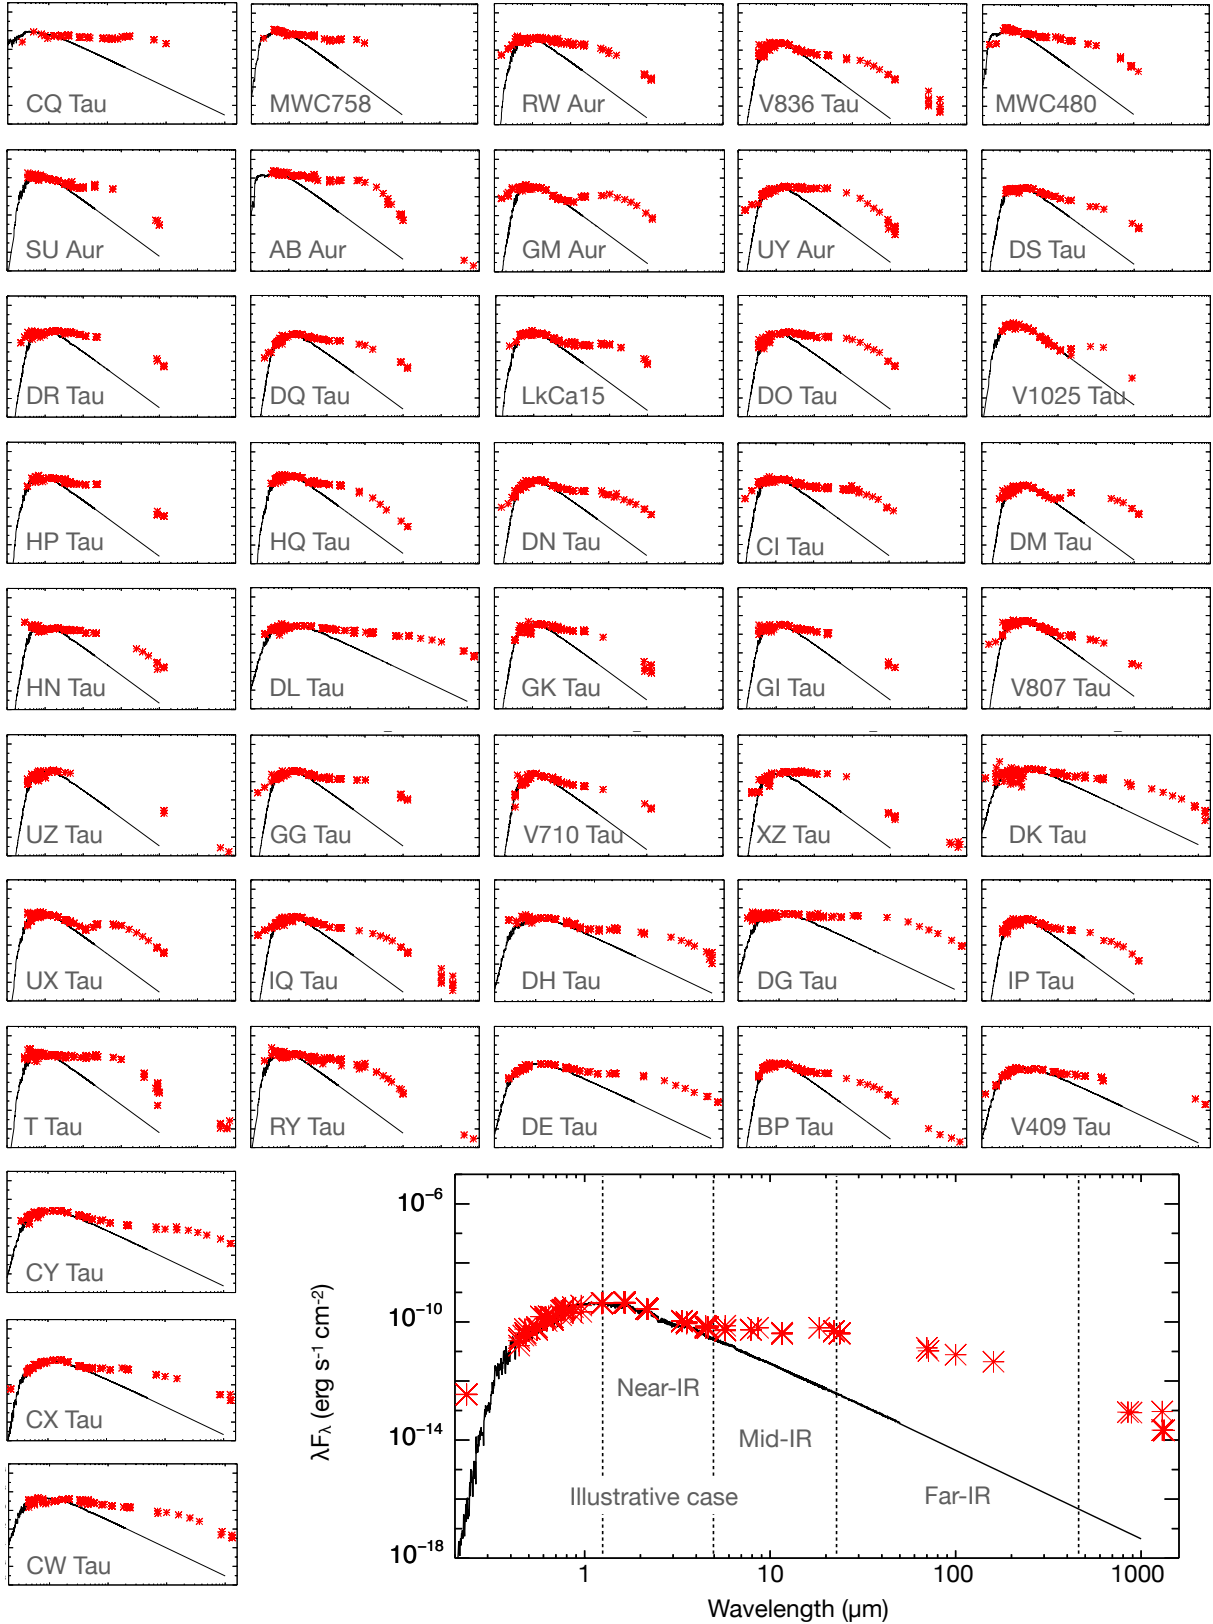 CQ Tau
MWC758
RW Aur
V836 Tau
MWC480
SU Aur
AB Aur
GM Aur
UY Aur
DS Tau
DR Tau
DQ Tau
LkCa15
DO Tau
V1025 Tau
HP Tau
HQ Tau
DN Tau
CI Tau
DM Tau
HN Tau
DL Tau
GK Tau
GI Tau
V807 Tau
UZ Tau
GG Tau
V710 Tau
XZ Tau
DK Tau
UX Tau
IQ Tau
DH Tau
DG Tau
IP Tau
T Tau
RY Tau
DE Tau
BP Tau
V409 Tau
CY Tau
CX Tau
CW Tau
10⁻⁶
10⁻¹⁰
10⁻¹⁴
10⁻¹⁸
λFλ (erg s⁻¹ cm⁻²)
Near-IR
Mid-IR
Far-IR
Illustrative case
1 10 100 1000
Wavelength (μm)